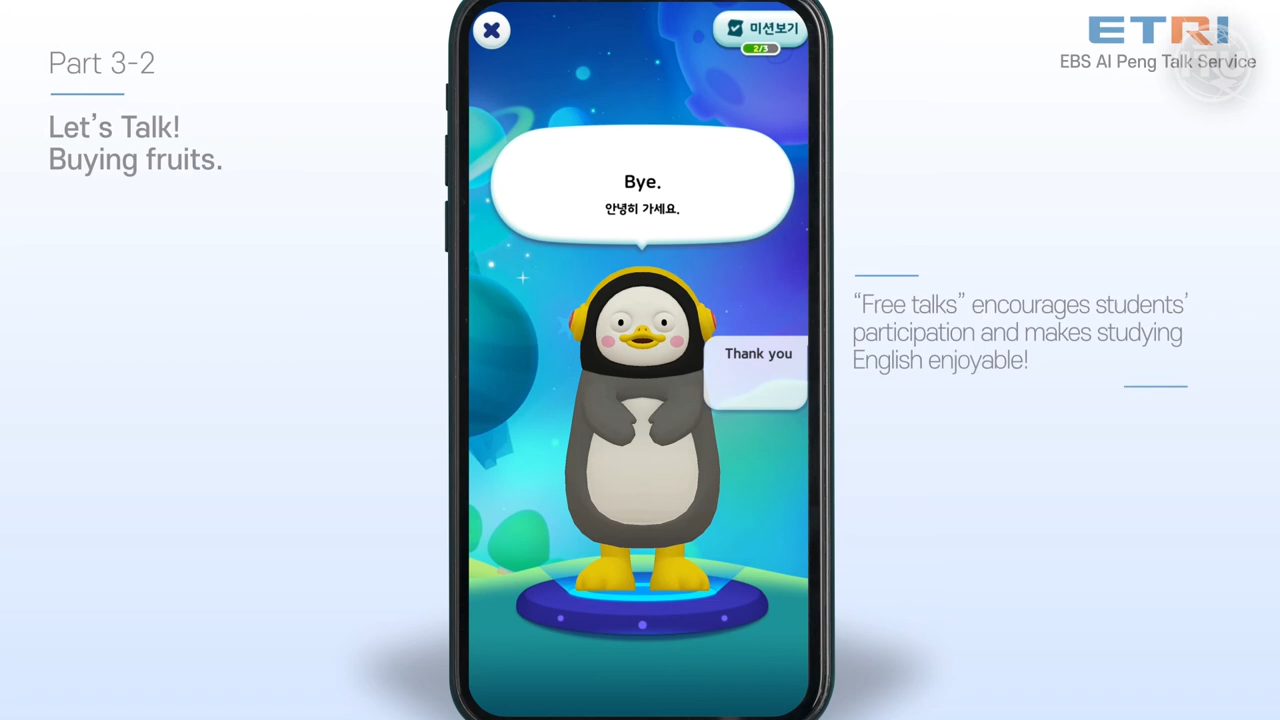 Part 3-2
Let's Talk!
Buying fruits.
미션보기
2/3
Bye.
안녕히 가세요.
Thank you
ETRI
EBS AI Peng Talk Service
“Free talks” encourages students’
participation and makes studying
English enjoyable!